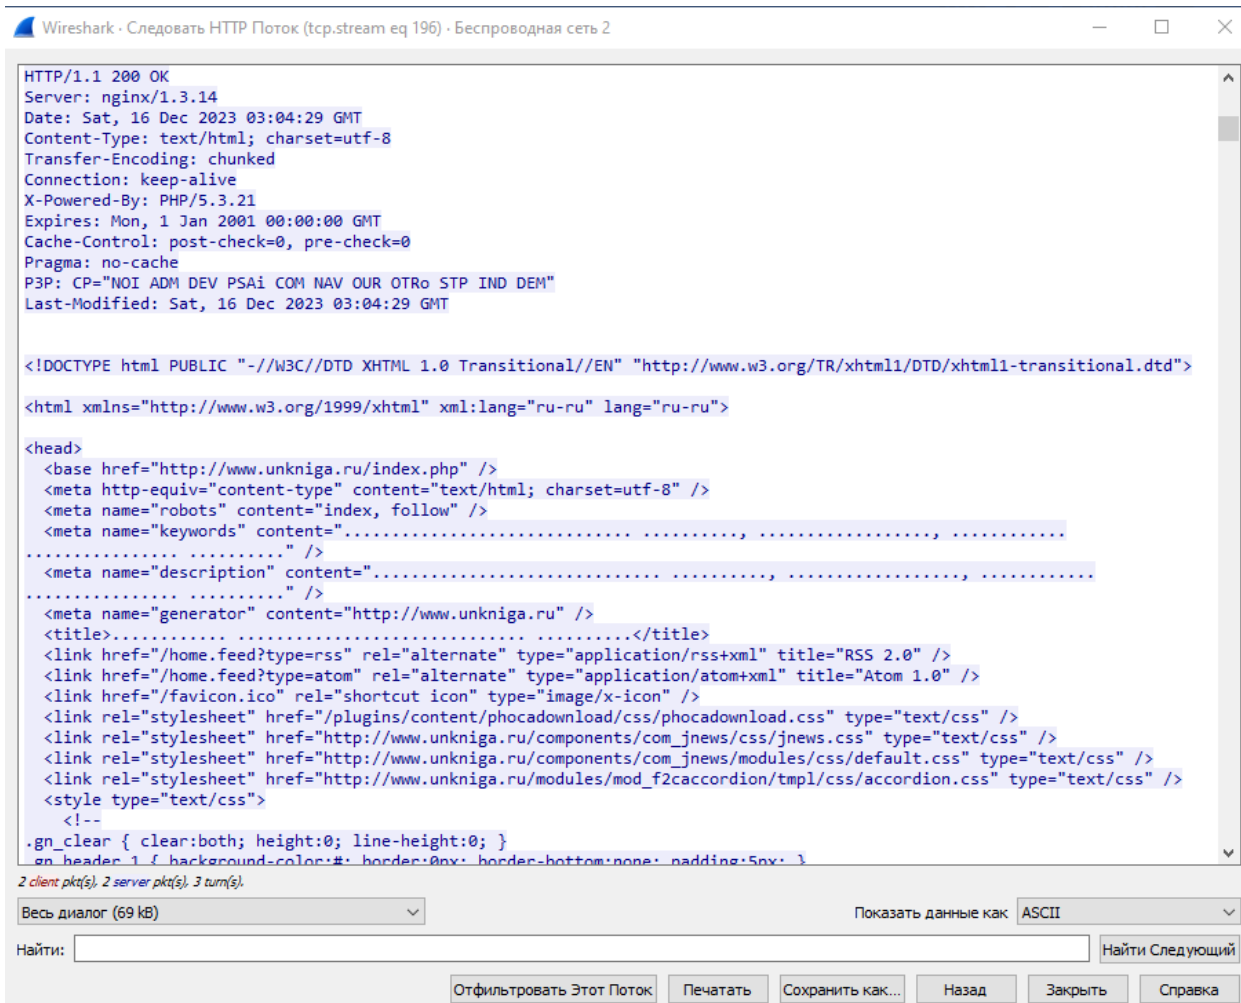 Wireshark · Следовать HTTP Поток (tcp.stream eq 196) · Беспроводная сеть 2
HTTP/1.1 200 OK
Server: nginx/1.3.14
Date: Sat, 16 Dec 2023 03:04:29 GMT
Content-Type: text/html; charset=utf-8
Transfer-Encoding: chunked
Connection: keep-alive
X-Powered-By: PHP/5.3.21
Expires: Mon, 1 Jan 2001 00:00:00 GMT
Cache-Control: post-check=0, pre-check=0
Pragma: no-cache
P3P: CP="NOI ADM DEV PSAi COM NAV OUR OTRo STP IND DEM"
Last-Modified: Sat, 16 Dec 2023 03:04:29 GMT
<!DOCTYPE html PUBLIC "-//W3C//DTD XHTML 1.0 Transitional//EN" "http://www.w3.org/TR/xhtml1/DTD/xhtml1-transitional.dtd">
<html xmlns="http://www.w3.org/1999/xhtml" xml:lang="ru-ru" lang="ru-ru">
<head>
<base href="http://www.unkniga.ru/index.php" />
<meta http-equiv="content-type" content="text/html; charset=utf-8" />
<meta name="robots" content="index, follow" />
<meta name="keywords" content=".............................. .........., .................., ............
................ .........." />
<meta name="description" content=".............................. .........., .................., ............
................ .........." />
<meta name="generator" content="http://www.unkniga.ru" />
<title>............ .............................. ..........</title>
<link href="/home.feed?type=rss" rel="alternate" type="application/rss+xml" title="RSS 2.0" />
<link href="/home.feed?type=atom" rel="alternate" type="application/atom+xml" title="Atom 1.0" />
<link href="/favicon.ico" rel="shortcut icon" type="image/x-icon" />
<link rel="stylesheet" href="/plugins/content/phocadownload/css/phocadownload.css" type="text/css" />
<link rel="stylesheet" href="http://www.unkniga.ru/components/com_jnews/css/jnews.css" type="text/css" />
<link rel="stylesheet" href="http://www.unkniga.ru/components/com_jnews/modules/css/default.css" type="text/css" />
<link rel="stylesheet" href="http://www.unkniga.ru/modules/mod_f2caccordion/tmpl/css/accordion.css" type="text/css" />
<style type="text/css">
<!--
.gn_clear { clear:both; height:0; line-height:0; }
.gn_header_1 { background-color:#; border:0px; border-bottom:none; padding:5px; }
2 client pkt(s), 2 server pkt(s), 3 turn(s).
Весь диалог (69 kB) Показать данные как ASCII
Найти: Найти Следующий
Отфильтровать Этот Поток Печатать Сохранить как... Назад Закрыть Справка